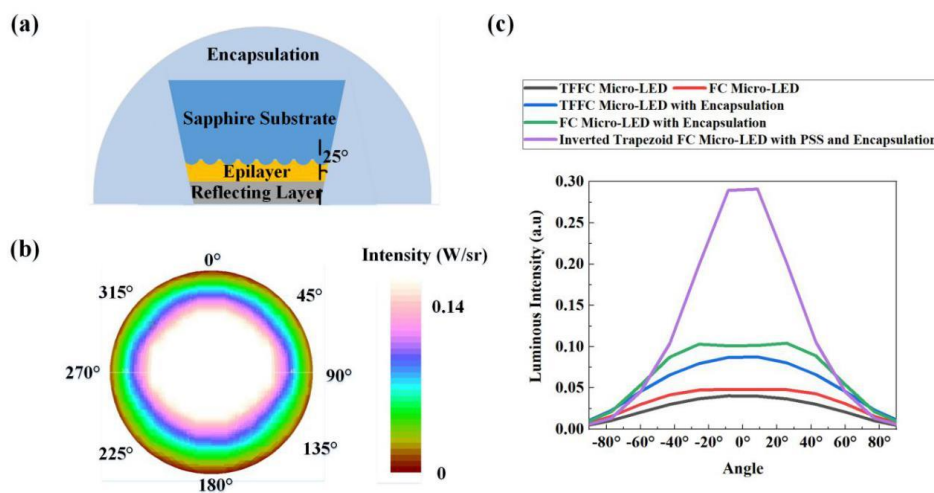 (a)
Encapsulation
Sapphire Substrate
25°
Epilayer
Reflecting Layer
(b)
0°
45°
90°
135°
180°
225°
270°
315°
Intensity (W/sr)
0.14
0
(c)
TFFC Micro-LED FC Micro-LED
TFFC Micro-LED with Encapsulation
FC Micro-LED with Encapsulation
Inverted Trapezoid FC Micro-LED with PSS and Encapsulation
Luminous Intensity (a.u)
0.30
0.25
0.20
0.15
0.10
0.05
0.00
-80° -60° -40° -20° 0° 20° 40° 60° 80°
Angle